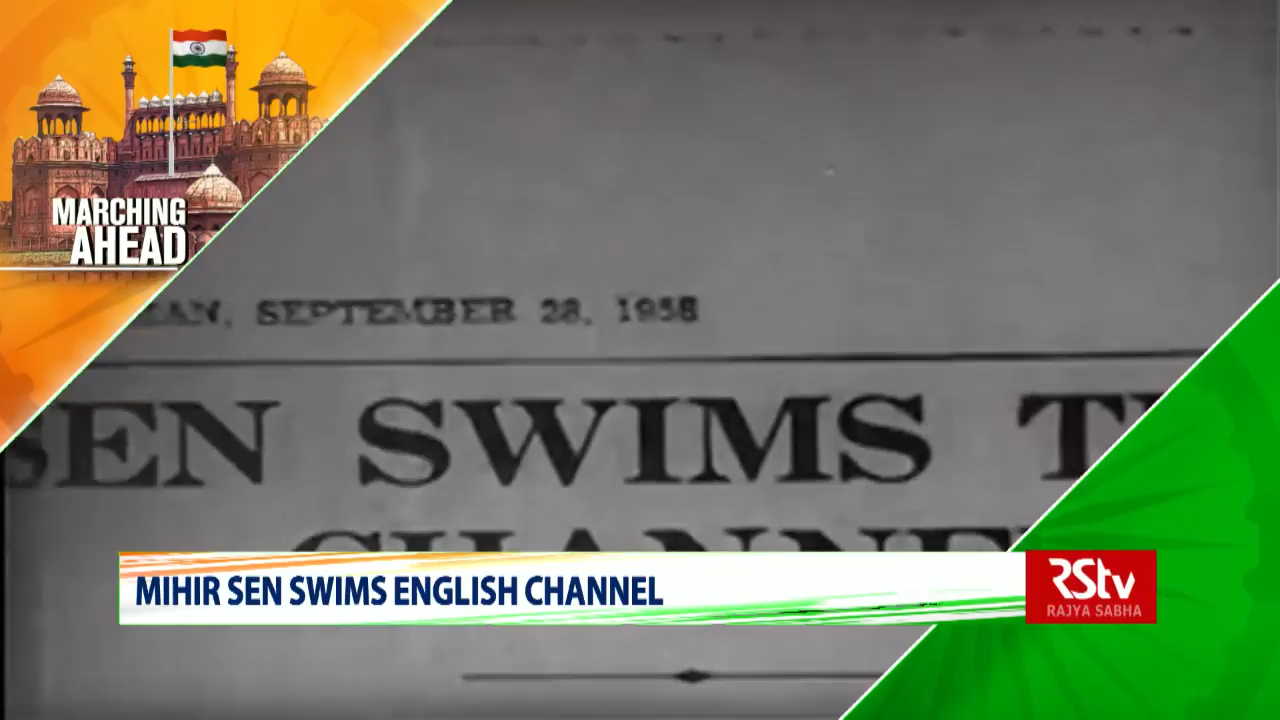 MARCHING
AHEAD
SEPTEMBER 28, 1958
SEN SWIMS
MIHIR SEN SWIMS ENGLISH CHANNEL
RStv
RAJYA SABHA